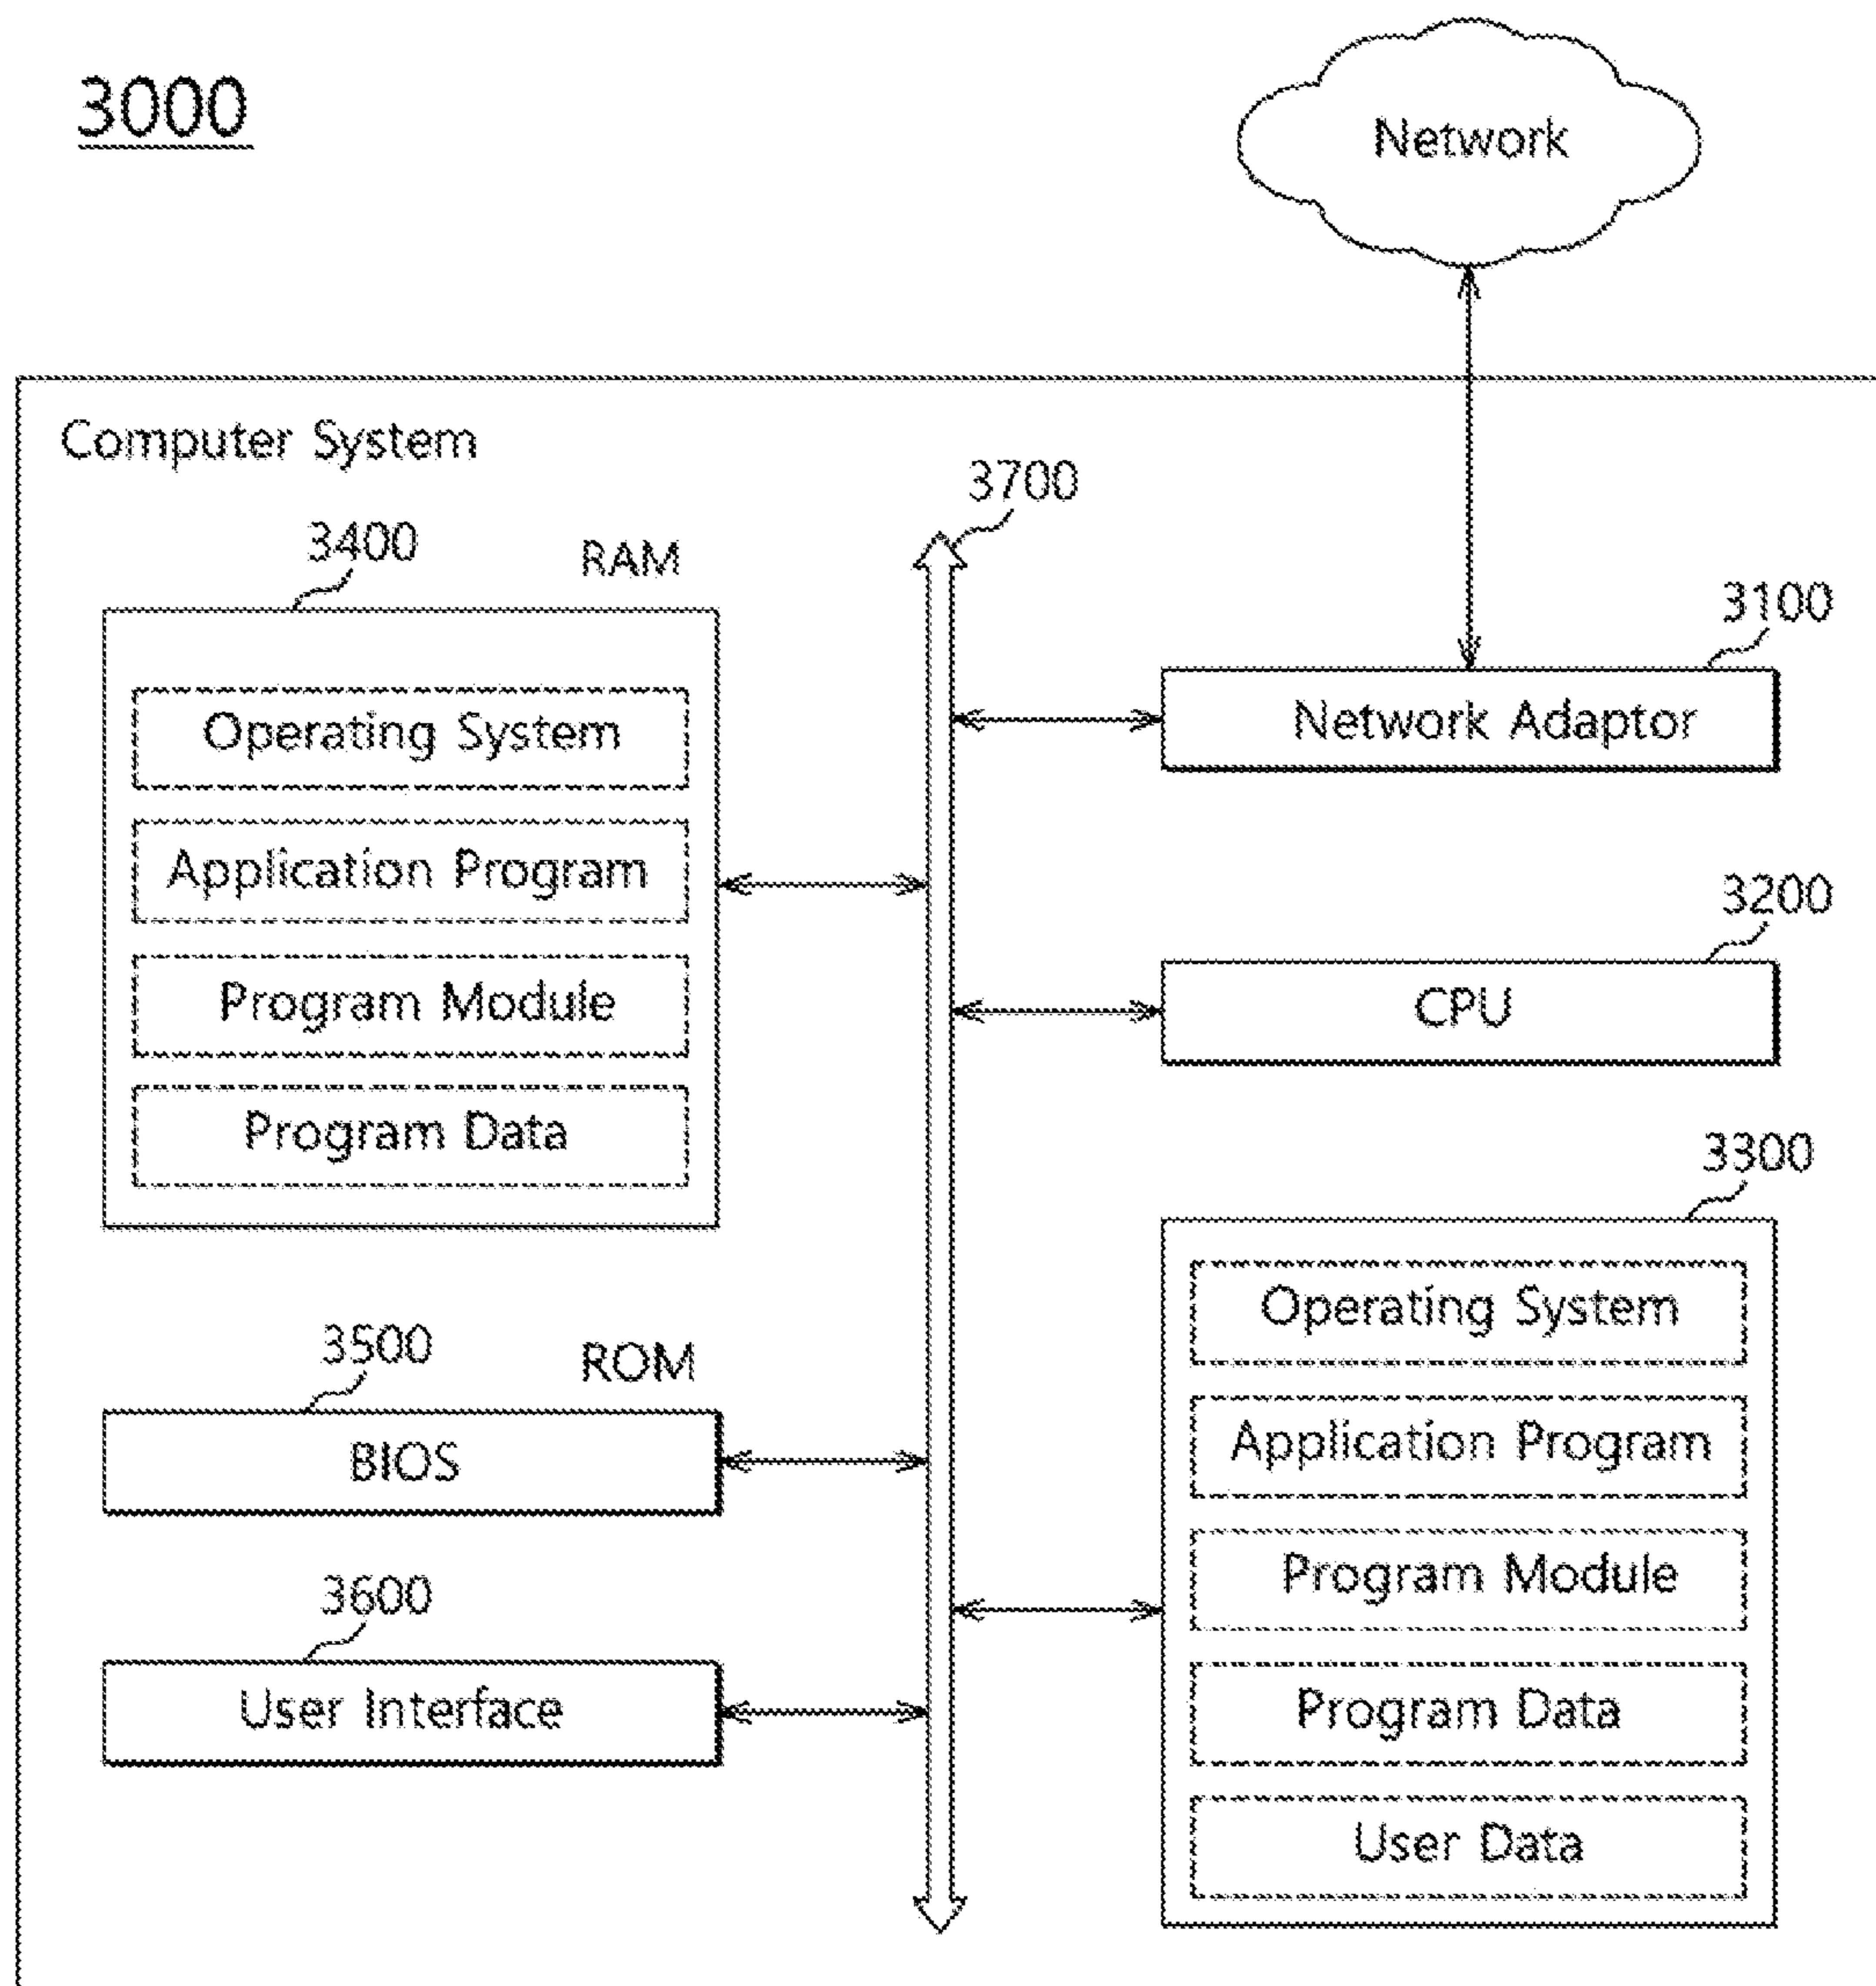 3000
Network
Computer System
3700
3400
RAM
Operating System
Application Program
Program Module
Program Data
3100
Network Adaptor
3200
CPU
3300
Operating System
Application Program
Program Module
Program Data
User Data
3500
ROM
BIOS
3600
User Interface